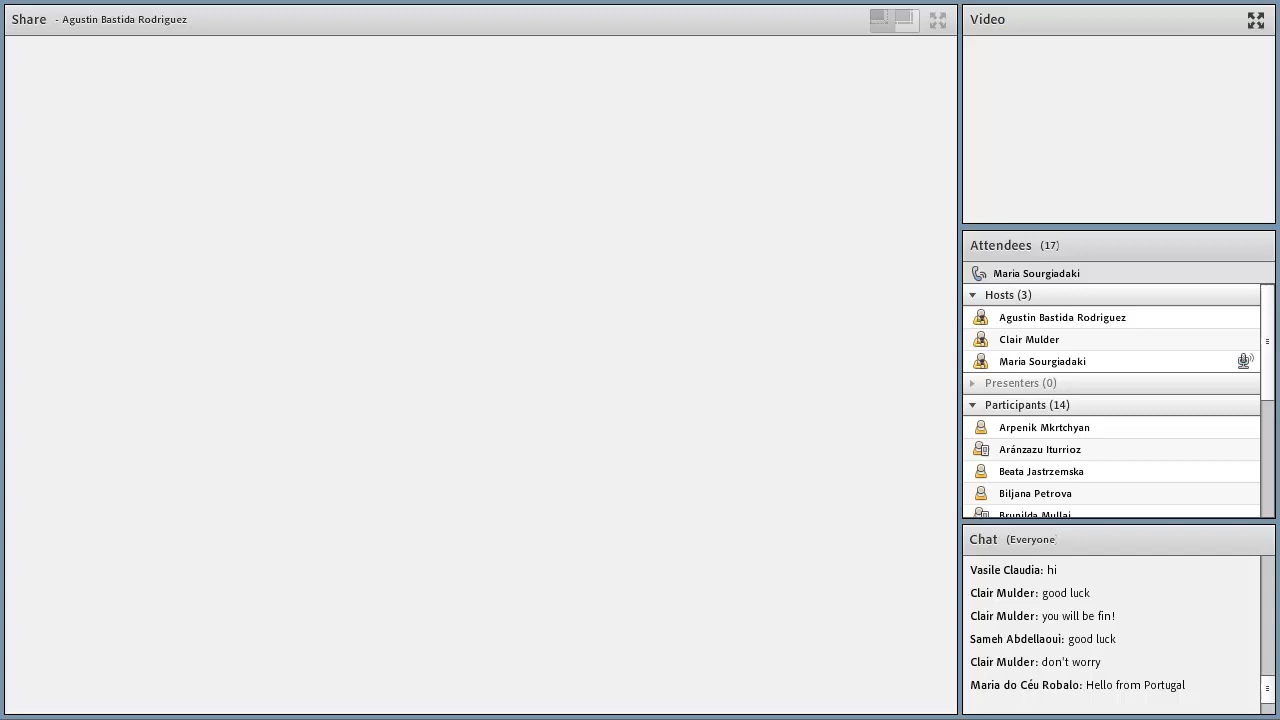 Share - Agustin Bastida Rodriguez
Video
Attendees (17)
Maria Sourgiadaki
Hosts (3)
Agustin Bastida Rodriguez
Clair Mulder
Maria Sourgiadaki
Presenters (0)
Participants (14)
Arpenik Mkrtchyan
Aránzazu Iturrioz
Beata Jastrzemska
Biljana Petrova
Brunilda Mullai
Chat (Everyone
Vasile Claudia: hi
Clair Mulder: good luck
Clair Mulder: you will be fin!
Sameh Abdellaoui: good luck
Clair Mulder: don't worry
Maria do Céu Robalo: Hello from Portugal